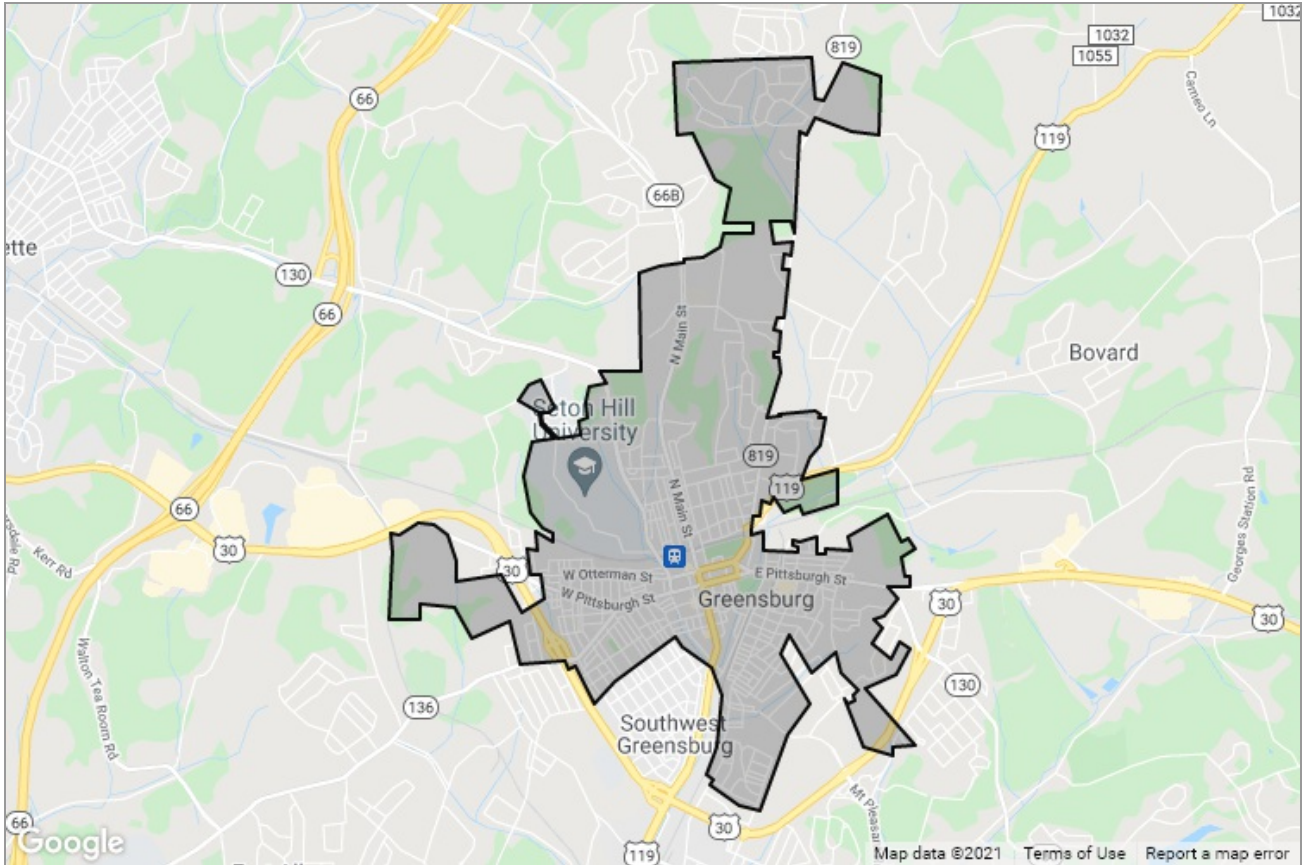 1032
1032
1055
819
66
119
Cameo Ln
66B
ette
130
66
N Main St
Bovard
Seton Hill
University
819
119
N Main St
66
30
Kerr Rd
Georges Station Rd
30
W Otterman St
E Pittsburgh St
W Pittsburgh St
Greensburg
30
30
Walton Tea Room Rd
130
136
Southwest
Greensburg
66
Google
30
119
Map data ©2021 Terms of Use Report a map error